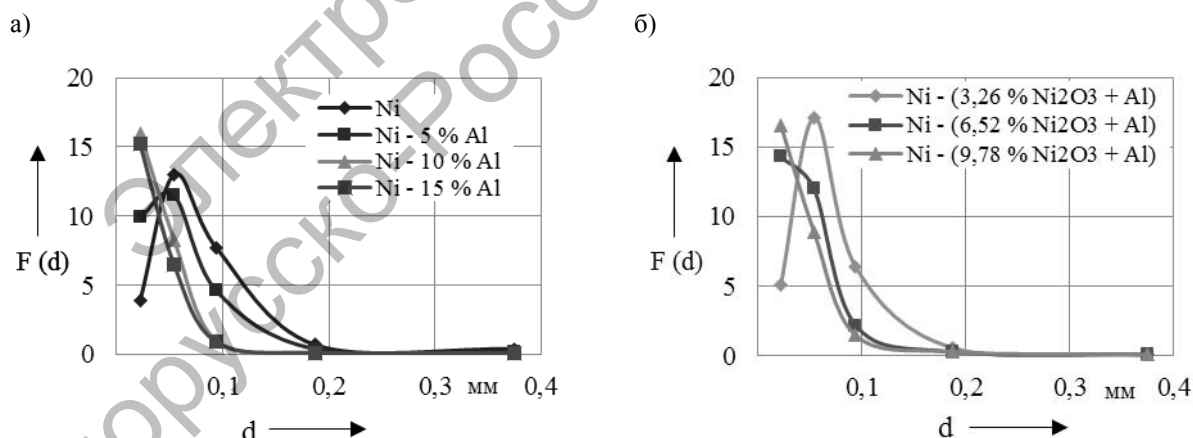 а)
20
15
10
5
0
F (d)
0,1
0,2
0,3
мм
0,4
d
Ni
Ni - 5 % Al
Ni - 10 % Al
Ni - 15 % Al
б)
20
15
10
5
0
F (d)
0,1
0,2
0,3
мм
0,4
d
Ni - (3,26 % Ni2O3 + Al)
Ni - (6,52 % Ni2O3 + Al)
Ni - (9,78 % Ni2O3 + Al)